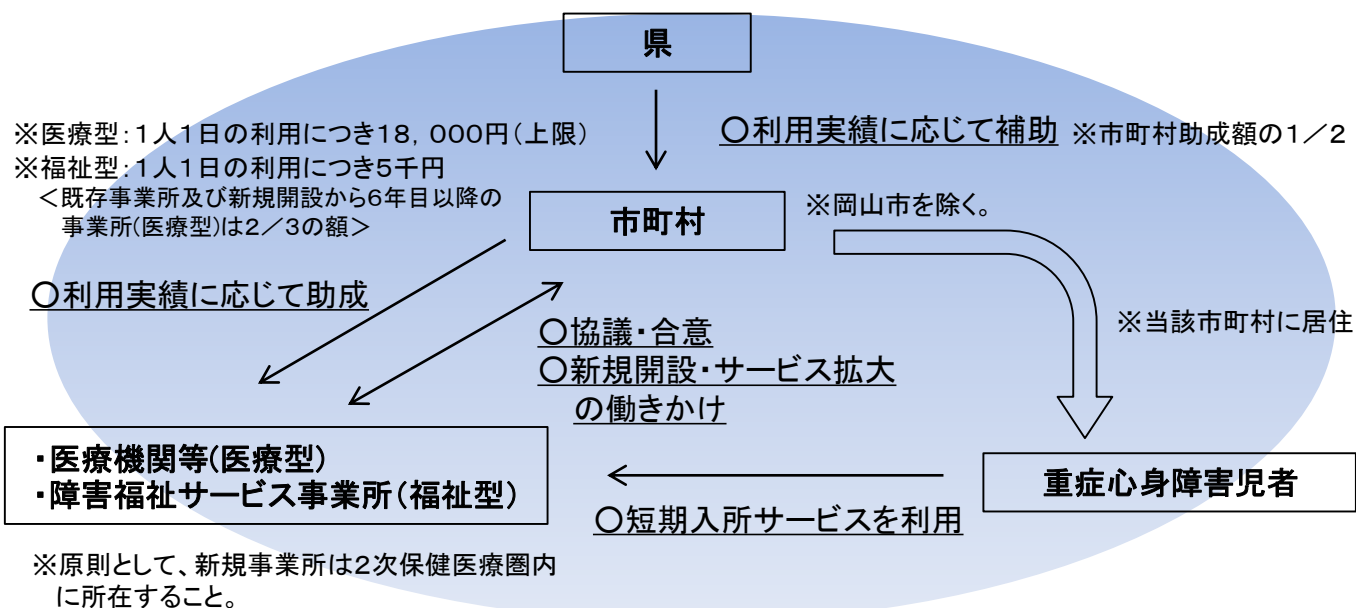 県
※医療型：１人１日の利用につき１８，０００円（上限）
※福祉型：１人１日の利用につき５千円
＜既存事業所及び新規開設から６年目以降の
事業所(医療型)は２／３の額＞
○利用実績に応じて補助 ※市町村助成額の１／２
市町村
※岡山市を除く。
○利用実績に応じて助成
○協議・合意
○新規開設・サービス拡大
の働きかけ
※当該市町村に居住
・医療機関等(医療型)
・障害福祉サービス事業所（福祉型）
重症心身障害児者
○短期入所サービスを利用
※原則として、新規事業所は２次保健医療圏内
に所在すること。